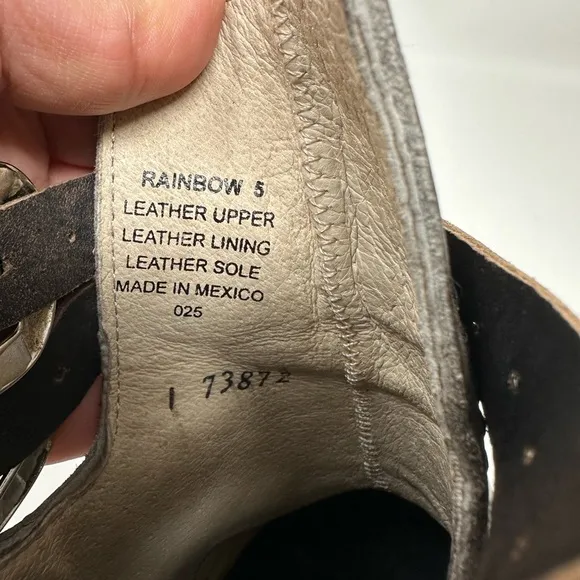 RAINBOW 5
LEATHER UPPER
LEATHER LINING
LEATHER SOLE
MADE IN MEXICO
025
1 73872